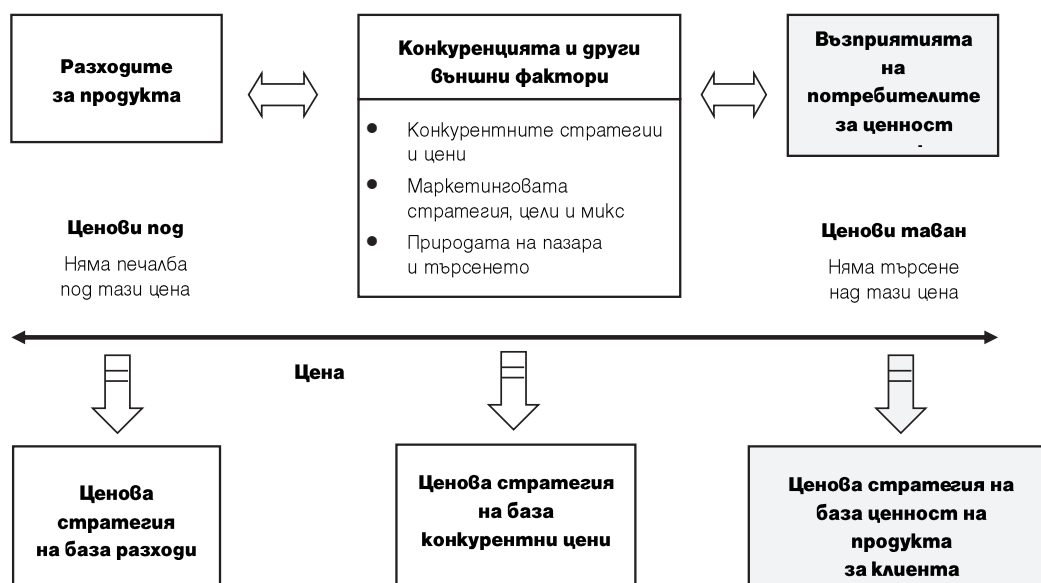 Разходите
за продукта
Конкуренцията и други
външни фактори
Конкурентните стратегии
и цени
Маркетинговата
стратегия, цели и микс
Природата на пазара
и търсенето
Възприятията
на
потребителите
за ценност
Ценови под
Няма печалба
под тази цена
Ценови таван
Няма търсене
над тази цена
Цена
Ценова
стратегия
на база разходи
Ценова стратегия
на база
конкурентни цени
Ценова стратегия на
база ценност на
продукта
за клиента